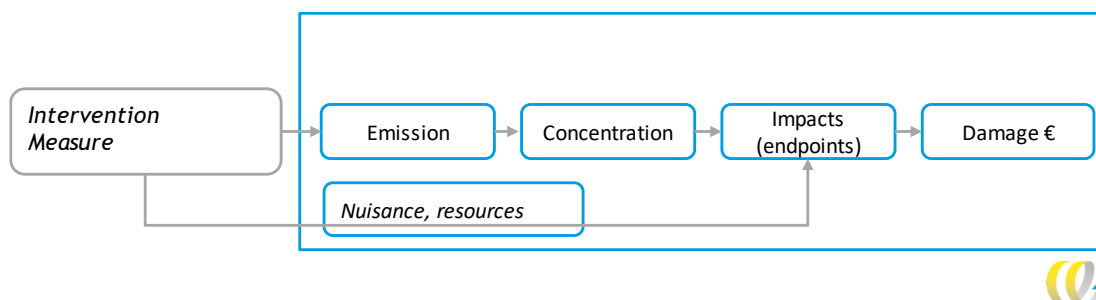 Intervention
Measure
Emission
Concentration
Impacts
(endpoints)
Damage €
Nuisance, resources